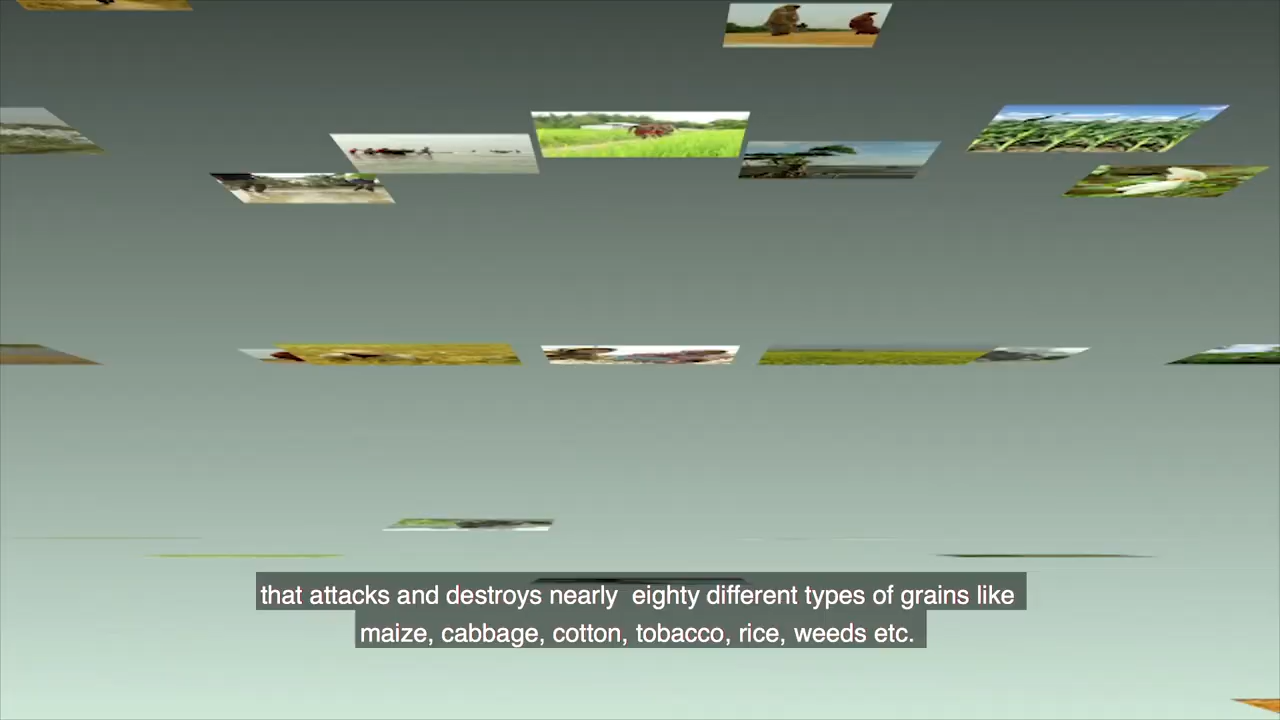 that attacks and destroys nearly  eighty different types of grains like
maize, cabbage, cotton, tobacco, rice, weeds etc.